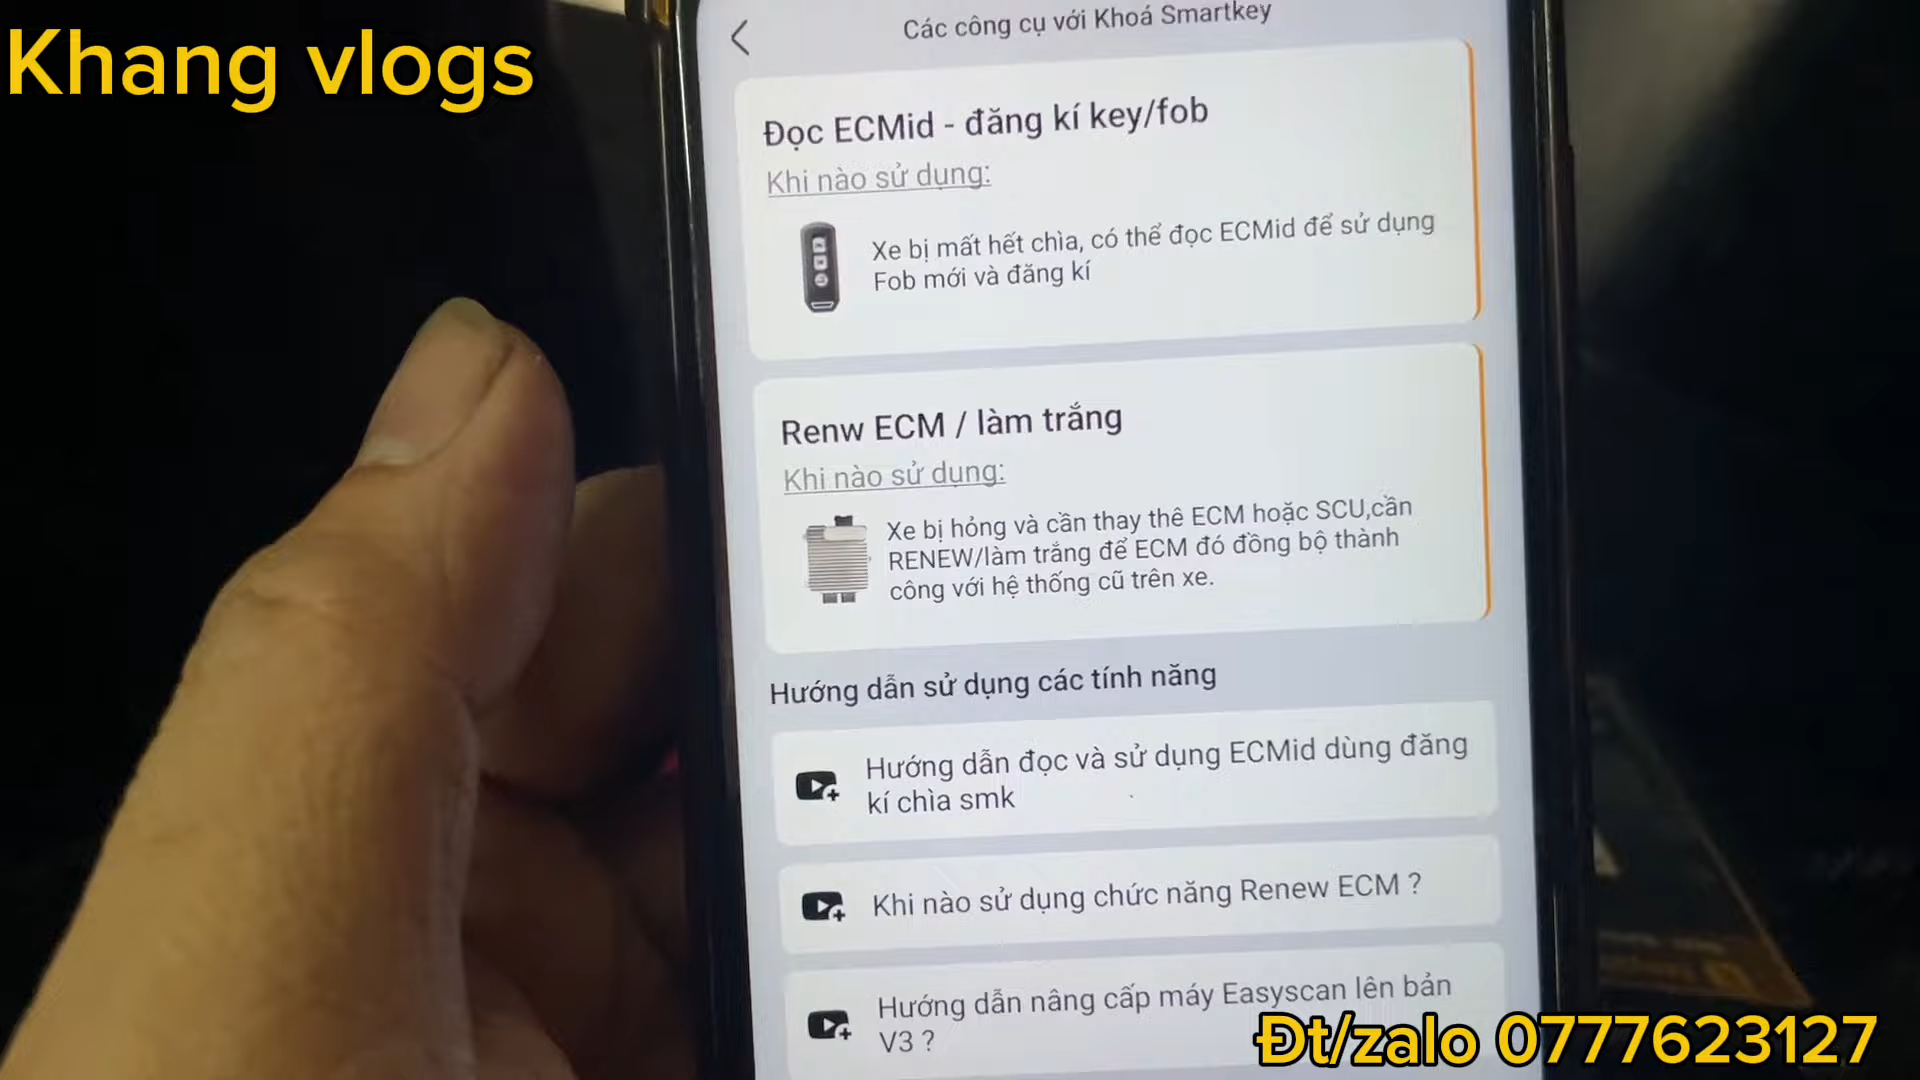 Khang vlogs
Các công cụ với Khoá Smartkey
Đọc ECMid - đăng kí key/fob
Khi nào sử dụng:
Xe bị mất hết chìa, có thể đọc ECMid để sử dụng
Fob mới và đăng kí
Renw ECM / làm trắng
Khi nào sử dụng:
Xe bị hỏng và cần thay thê ECM hoặc SCU,cần
RENEW/làm trắng để ECM đó đồng bộ thành
công với hệ thống cũ trên xe.
Hướng dẫn sử dụng các tính năng
Hướng dẫn đọc và sử dụng ECMid dùng đăng
kí chìa smk
Khi nào sử dụng chức năng Renew ECM ?
Hướng dẫn nâng cấp máy Easyscan lên bản
V3 ?
Đt/zalo 0777623127